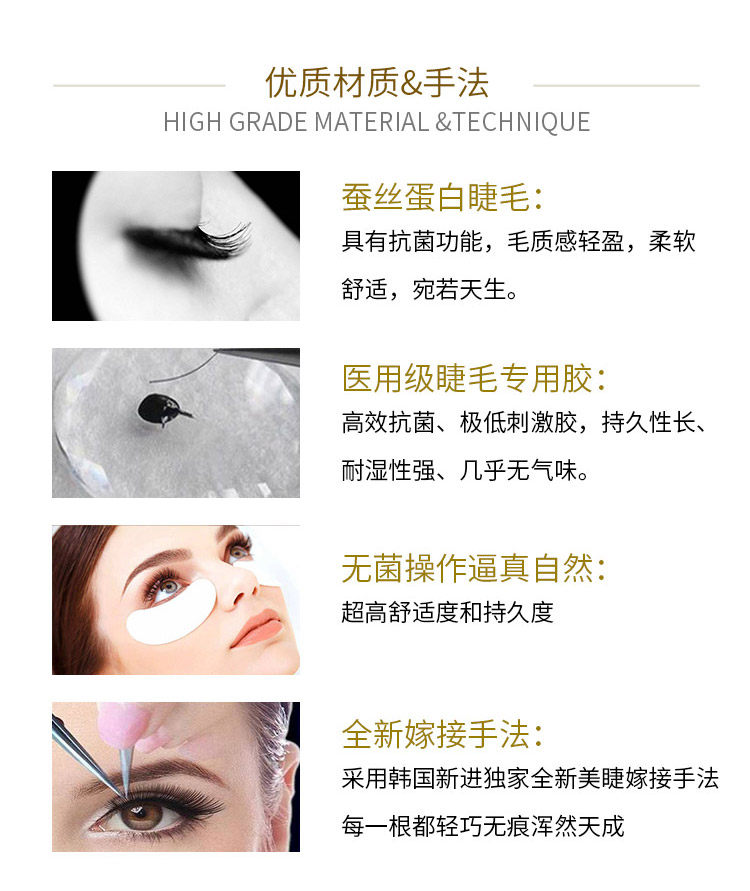 优质材质&手法
HIGH GRADE MATERIAL &TECHNIQUE
蚕丝蛋白睫毛：
具有抗菌功能，毛质感轻盈，柔软
舒适，宛若天生。
医用级睫毛专用胶：
高效抗菌、极低刺激胶，持久性长、
耐湿性强、几乎无气味。
无菌操作逼真自然：
超高舒适度和持久度
全新嫁接手法：
采用韩国新进独家全新美睫嫁接手法
每一根都轻巧无痕浑然天成